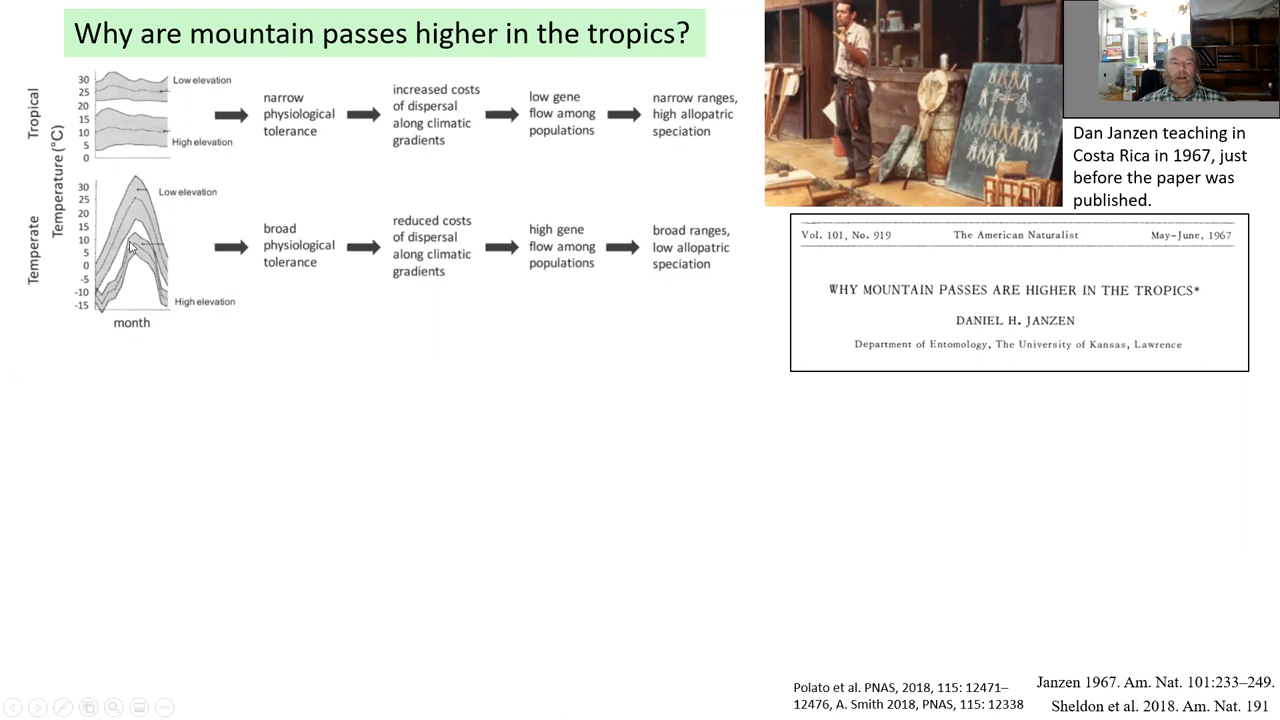 Why are mountain passes higher in the tropics?
Tropical
Temperate
Temperature (°C)
30
25
20
15
10
5
0
Low elevation
High elevation
narrow
physiological
tolerance
increased costs
of dispersal
along climatic
gradients
low gene
flow among
populations
narrow ranges,
high allopatric
speciation
30
25
20
15
10
5
0
-5
-10
-15
Low elevation
High elevation
month
broad
physiological
tolerance
reduced costs
of dispersal
along climatic
gradients
high gene
flow among
populations
broad ranges,
low allopatric
speciation
Dan Janzen teaching in
Costa Rica in 1967, just
before the paper was
published.
Vol. 101, No. 919 The American Naturalist May-June, 1967
WHY MOUNTAIN PASSES ARE HIGHER IN THE TROPICS*
DANIEL H. JANZEN
Department of Entomology, The University of Kansas, Lawrence
Polato et al. PNAS, 2018, 115: 12471–
12476, A. Smith 2018, PNAS, 115: 12338
Janzen 1967. Am. Nat. 101:233–249.
Sheldon et al. 2018. Am. Nat. 191